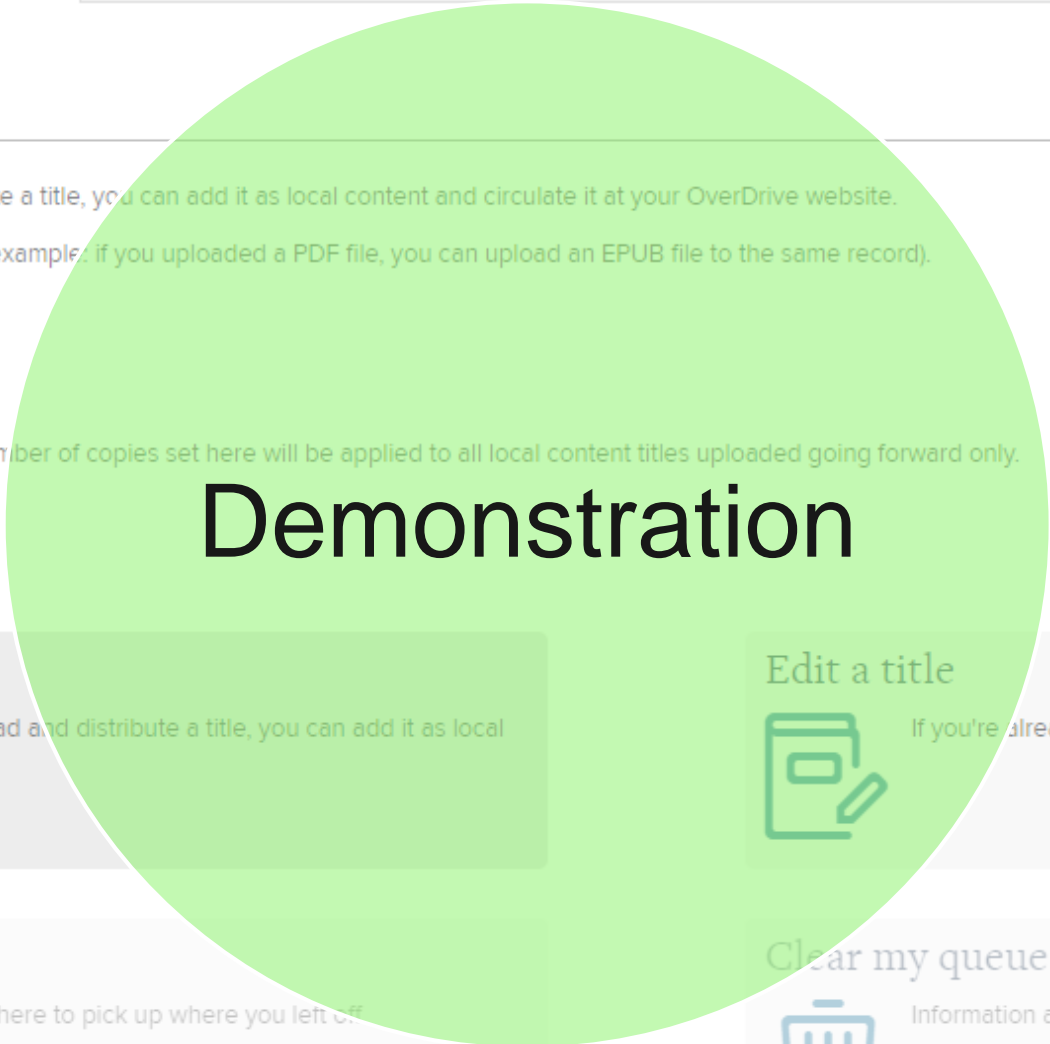 e a title, you can add it as local content and circulate it at your OverDrive website.
example: if you uploaded a PDF file, you can upload an EPUB file to the same record).
mber of copies set here will be applied to all local content titles uploaded going forward only.
Demonstration
Edit a title
ad and distribute a title, you can add it as local
If you're alrea
Clear my queue
here to pick up where you left off
Information a